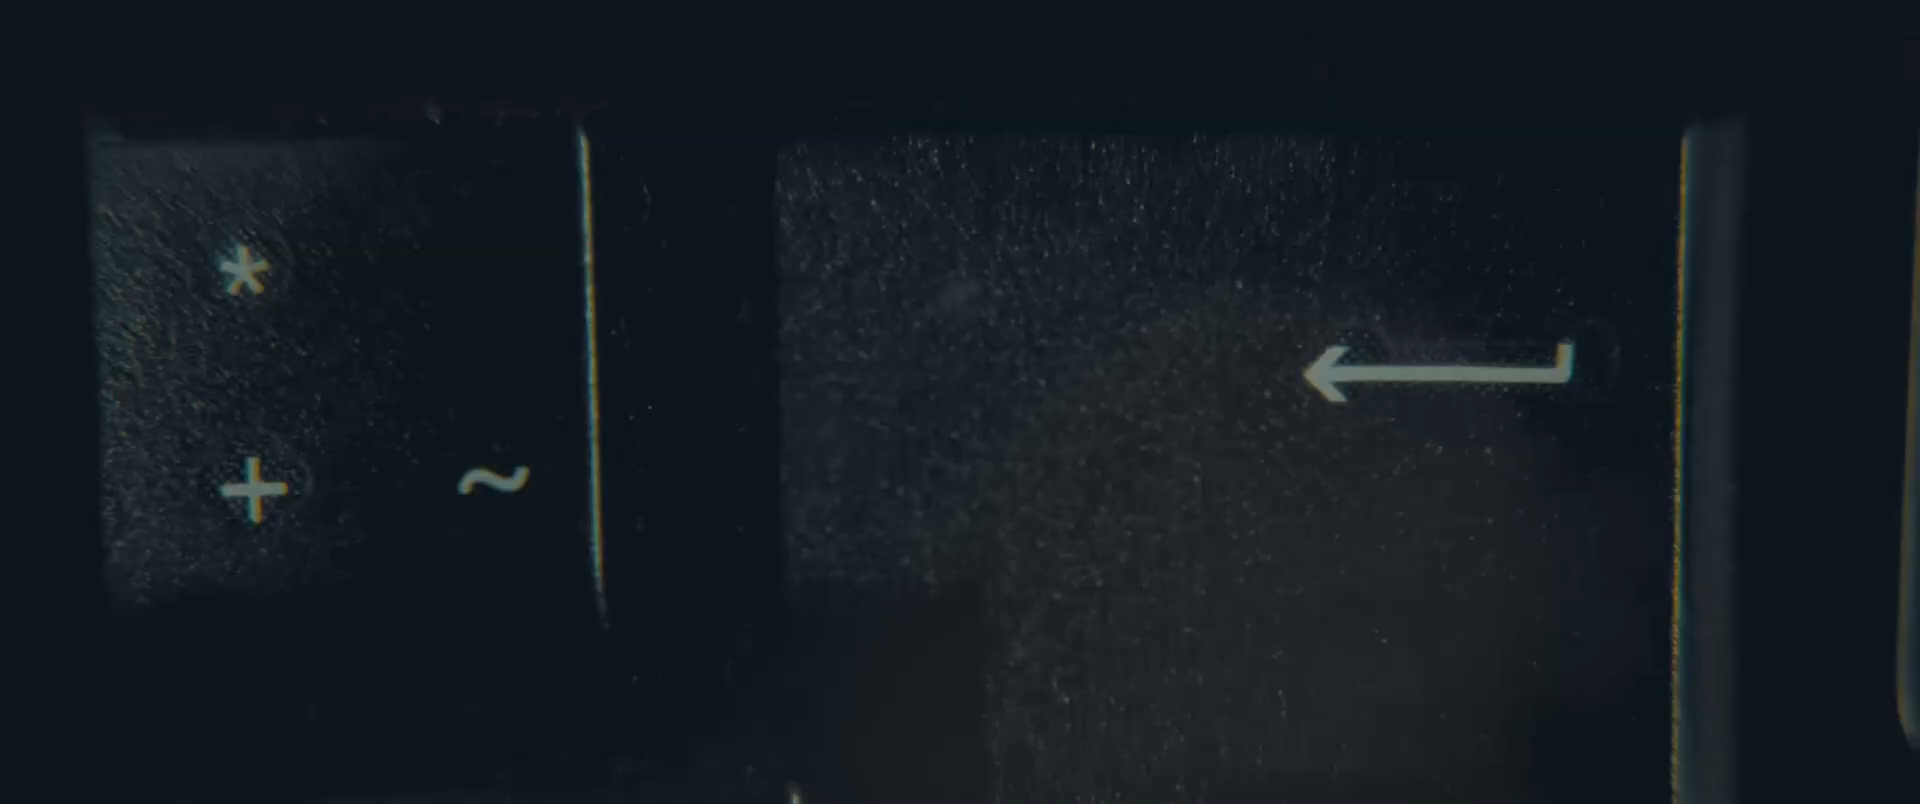 *
+ ~
↵